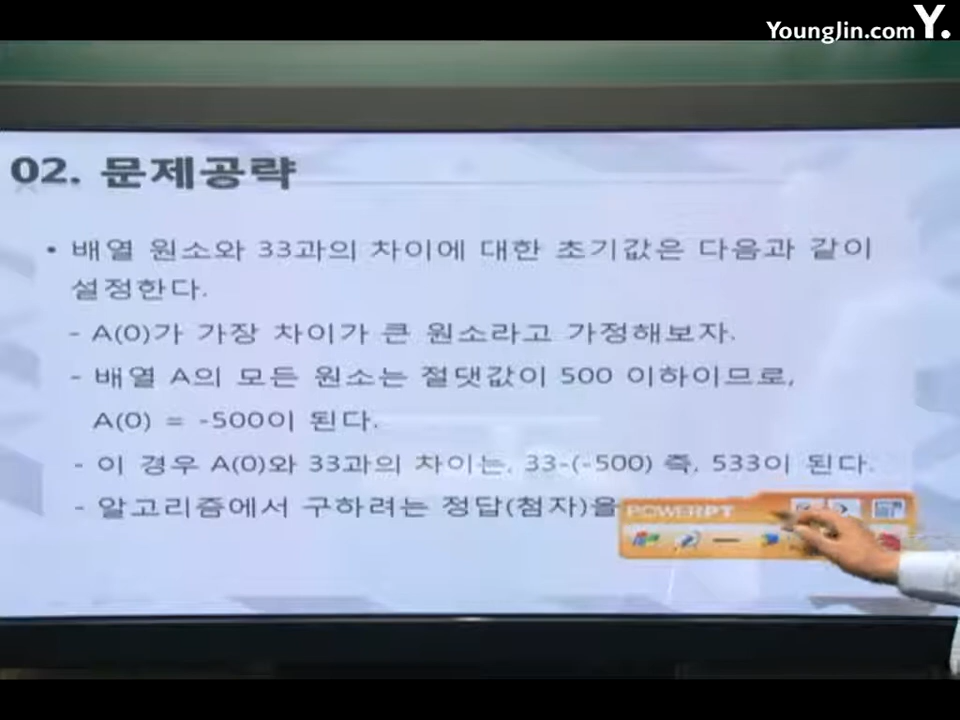 YoungJin.com Y.
02. 문제공략
• 배열 원소와 33과의 차이에 대한 초기값은 다음과 같이
설정한다.
- A(0)가 가장 차이가 큰 원소라고 가정해보자.
- 배열 A의 모든 원소는 절댓값이 500 이하이므로,
A(0) = -500이 된다.
- 이 경우 A(0)와 33과의 차이는, 33-(-500) 즉, 533이 된다.
- 알고리즘에서 구하려는 정답(첨자)을
POWERPT